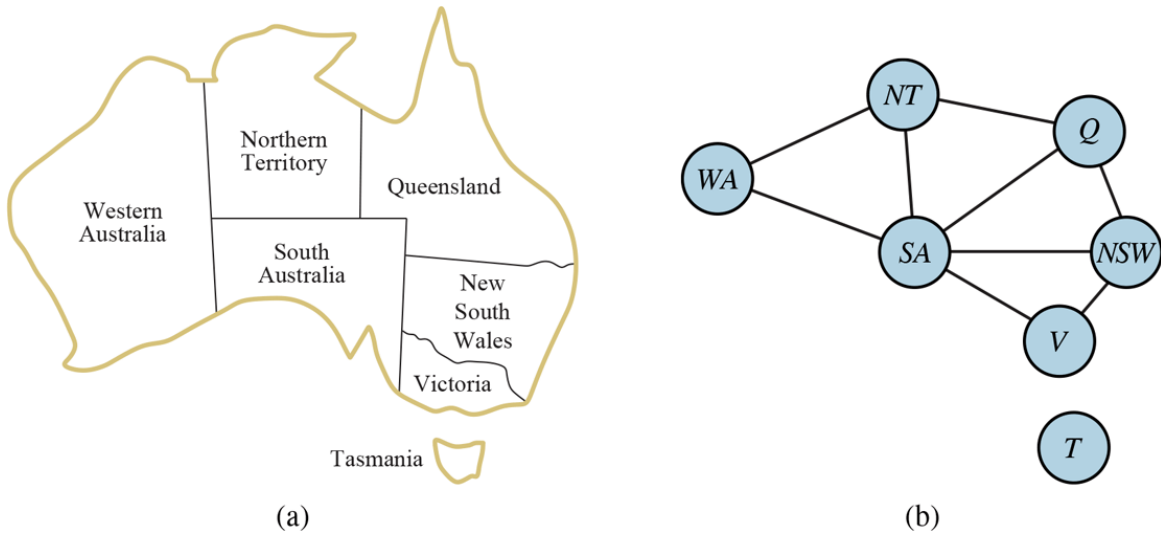 Northern
Territory
Queensland
Western
Australia
South
Australia
New
South
Wales
Victoria
Tasmania
(a)
NT
Q
WA
SA
NSW
V
T
(b)